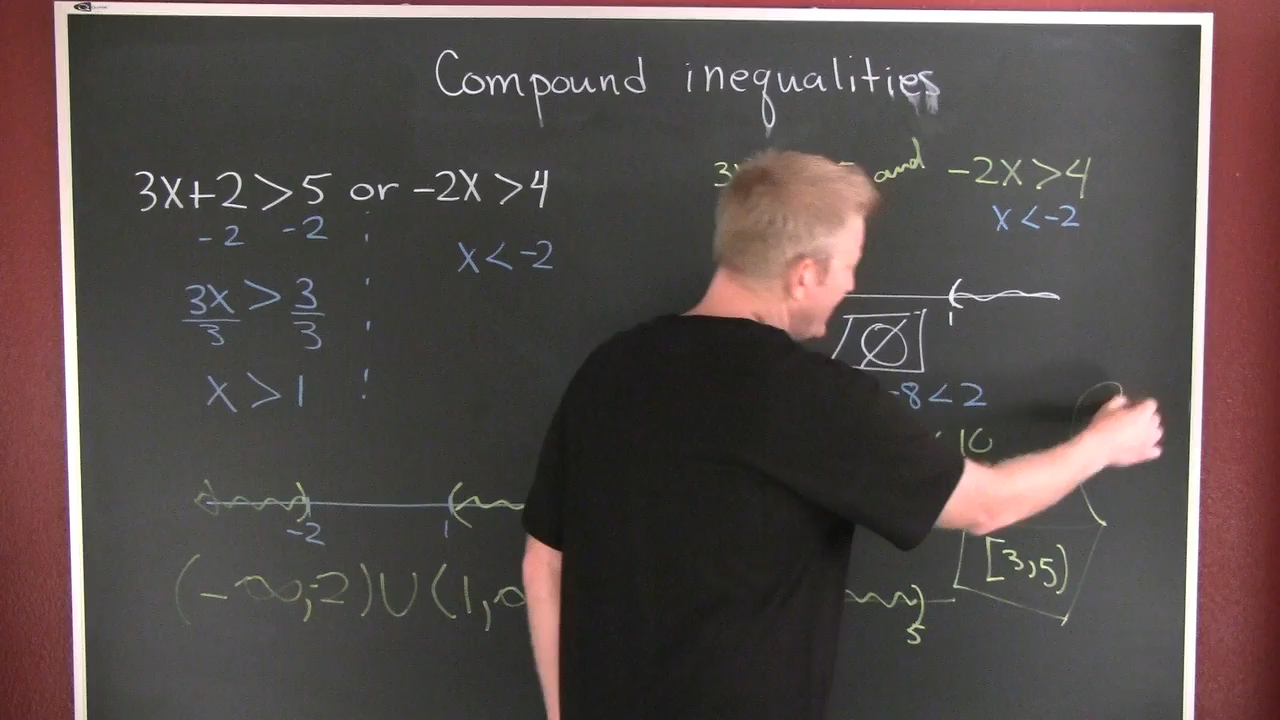 Compound inequalities
3x+2>5 or -2x>4
-2 -2
x<-2
3x/3 > 3/3
x>1
-2 1
(-∞,-2)∪(1,
and -2x>4
x<-2
1
∅
-8<2
10
[3,5)
5